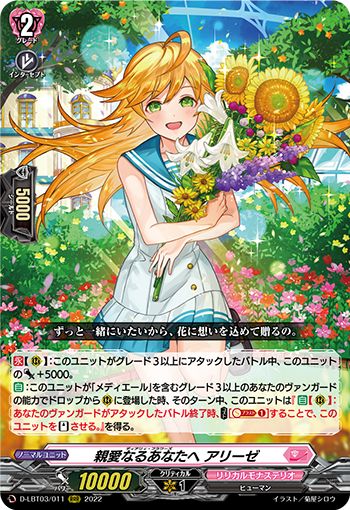 2
グレード
インターセプト
5000
シールド
ずっと一緒にいたいから、花に想いを込めて贈るの。
永【R】:このユニットがグレード3以上にアタックしたバトル中、このユニットの+5000。
自:このユニットが「メディエール」を含むグレード3以上のあなたのヴァンガードの能力でドロップからRに登場した時、そのターン中、このユニットは『自【R】:あなたのヴァンガードがアタックしたバトル終了時、【コスト】【カウンターブラスト1】することで、このユニットを【スタンド】させる。』を得る。
ノーマルユニット
親愛なるあなたへ アリーゼ
リリカルモナステリオ
パワー 10000
クリティカル
1
ヒューマン
D-LBT03/011 RRR 2022
イラスト/菊屋シロウ